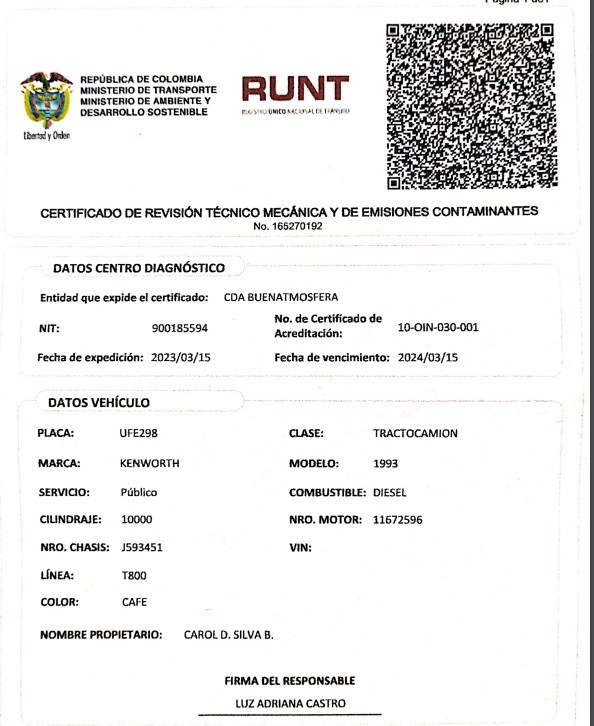 Página 1 de1
REPÚBLICA DE COLOMBIA
MINISTERIO DE TRANSPORTE
MINISTERIO DE AMBIENTE Y
DESARROLLO SOSTENIBLE
Libertad y Orden
RUNT
REGISTRO ÚNICO NACIONAL DE TRÁNSITO
CERTIFICADO DE REVISIÓN TÉCNICO MECÁNICA Y DE EMISIONES CONTAMINANTES
No. 165270192
DATOS CENTRO DIAGNÓSTICO
Entidad que expide el certificado: CDA BUENATMOSFERA
NIT: 900185594 No. de Certificado de Acreditación: 10-OIN-030-001
Fecha de expedición: 2023/03/15 Fecha de vencimiento: 2024/03/15
DATOS VEHÍCULO
PLACA: UFE298 CLASE: TRACTOCAMION
MARCA: KENWORTH MODELO: 1993
SERVICIO: Público COMBUSTIBLE: DIESEL
CILINDRAJE: 10000 NRO. MOTOR: 11672596
NRO. CHASIS: J593451 VIN:
LÍNEA: T800
COLOR: CAFE
NOMBRE PROPIETARIO: CAROL D. SILVA B.
FIRMA DEL RESPONSABLE
LUZ ADRIANA CASTRO